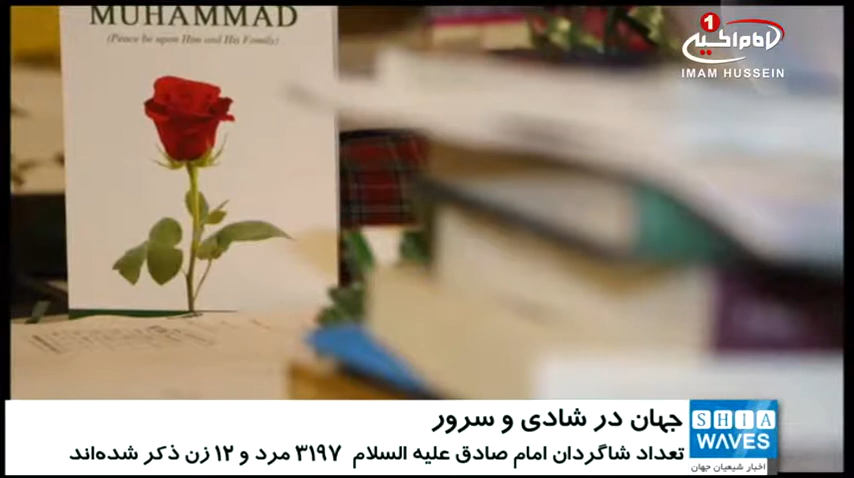 MUHAMMAD
(Peace be upon Him and His Family)
1
امام حسین
IMAM HUSSEIN
جهان در شادی و سرور
تعداد شاگردان امام صادق علیه السلام ۳۱۹۷ مرد و ۱۲ زن ذکر شده‌اند
SHIA
WAVES
اخبار شیعیان جهان